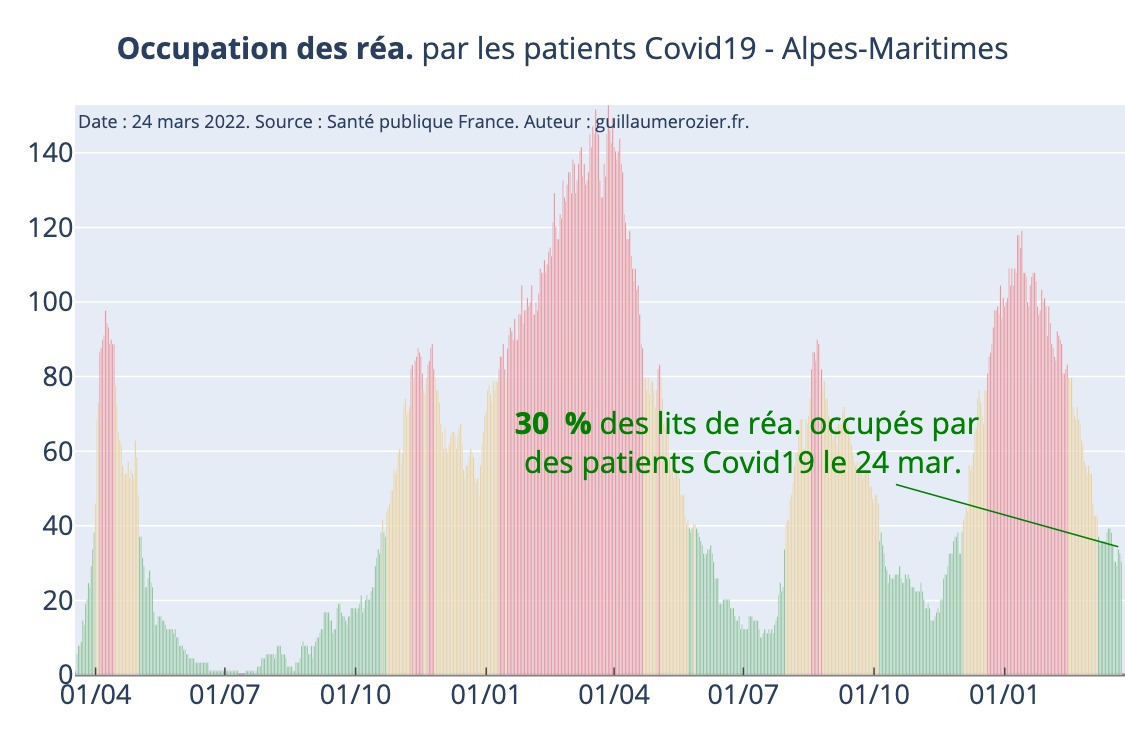 Occupation des réa. par les patients Covid19 - Alpes-Maritimes
Date : 24 mars 2022. Source : Santé publique France. Auteur : guillaumerozier.fr.
140
120
100
80
60
40
20
0
30 % des lits de réa. occupés par
des patients Covid19 le 24 mar.
01/04 01/07 01/10 01/01 01/04 01/07 01/10 01/01